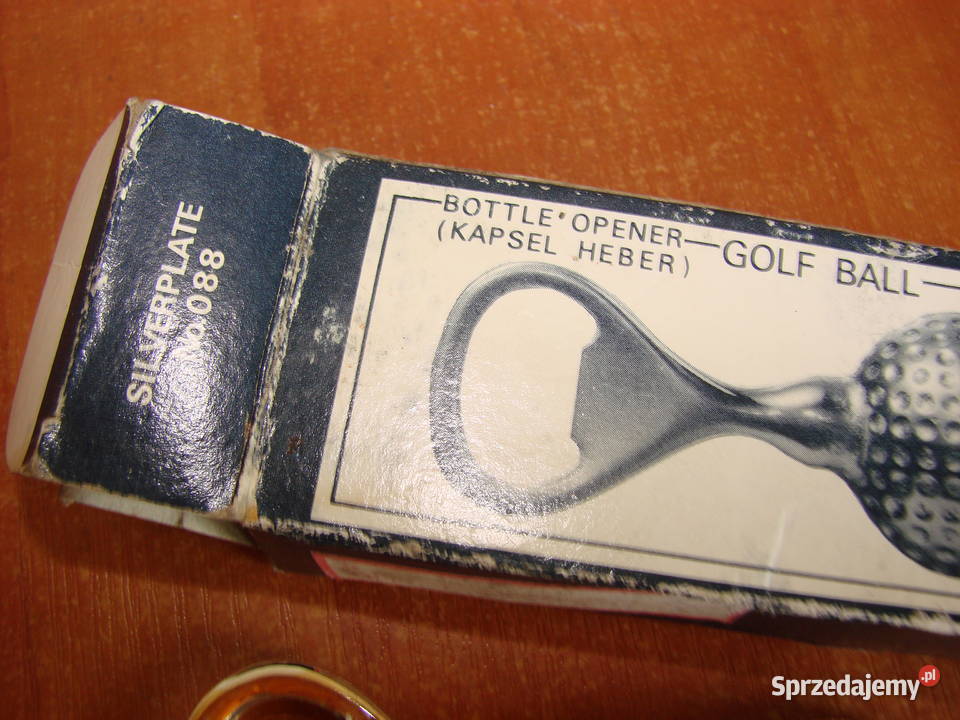 SILVERPLATE
No 088
BOTTLE OPENER
(KAPSEL HEBER)
GOLF BALL
Sprzedajemy.pl